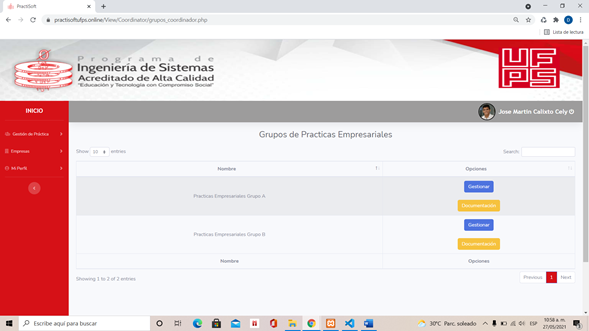 PractiSoft
practisoftufps.online/View/Coordinator/grupos_coordinador.php
D
Lista de lectura
Programa de
Ingeniería de Sistemas
Acreditado de Alta Calidad
"Educación y Tecnología con Compromiso Social"
UFPS
INICIO
Jose Martin Calixto Cely
Gestión de Práctica
Empresas
Mi Perfil
Grupos de Practicas Empresariales
Show 10 entries
Search:
Nombre Opciones
Practicas Empresariales Grupo A
Gestionar
Documentación
Practicas Empresariales Grupo B
Gestionar
Documentación
Nombre Opciones
Showing 1 to 2 of 2 entries
Previous 1 Next
Escribe aquí para buscar
30°C Parc. soleado
ESP
10:58 a. m.
27/05/2021